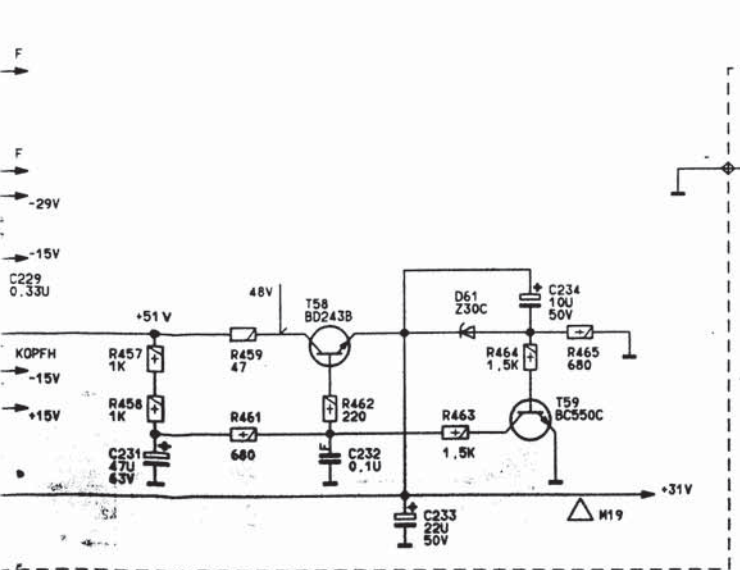 F
F
-29V
-15V
C229
0.33U
48V
T58
BD243B
D61
Z30C
C234
10U
50V
+51V
KOPFH
-15V
+15V
R457
1K
R459
47
R464
1.5K
R465
680
R458
1K
R461
680
R462
220
R463
1.5K
T59
BC550C
C231
47U
63V
C232
0.1U
+31V
C233
22U
50V
M19